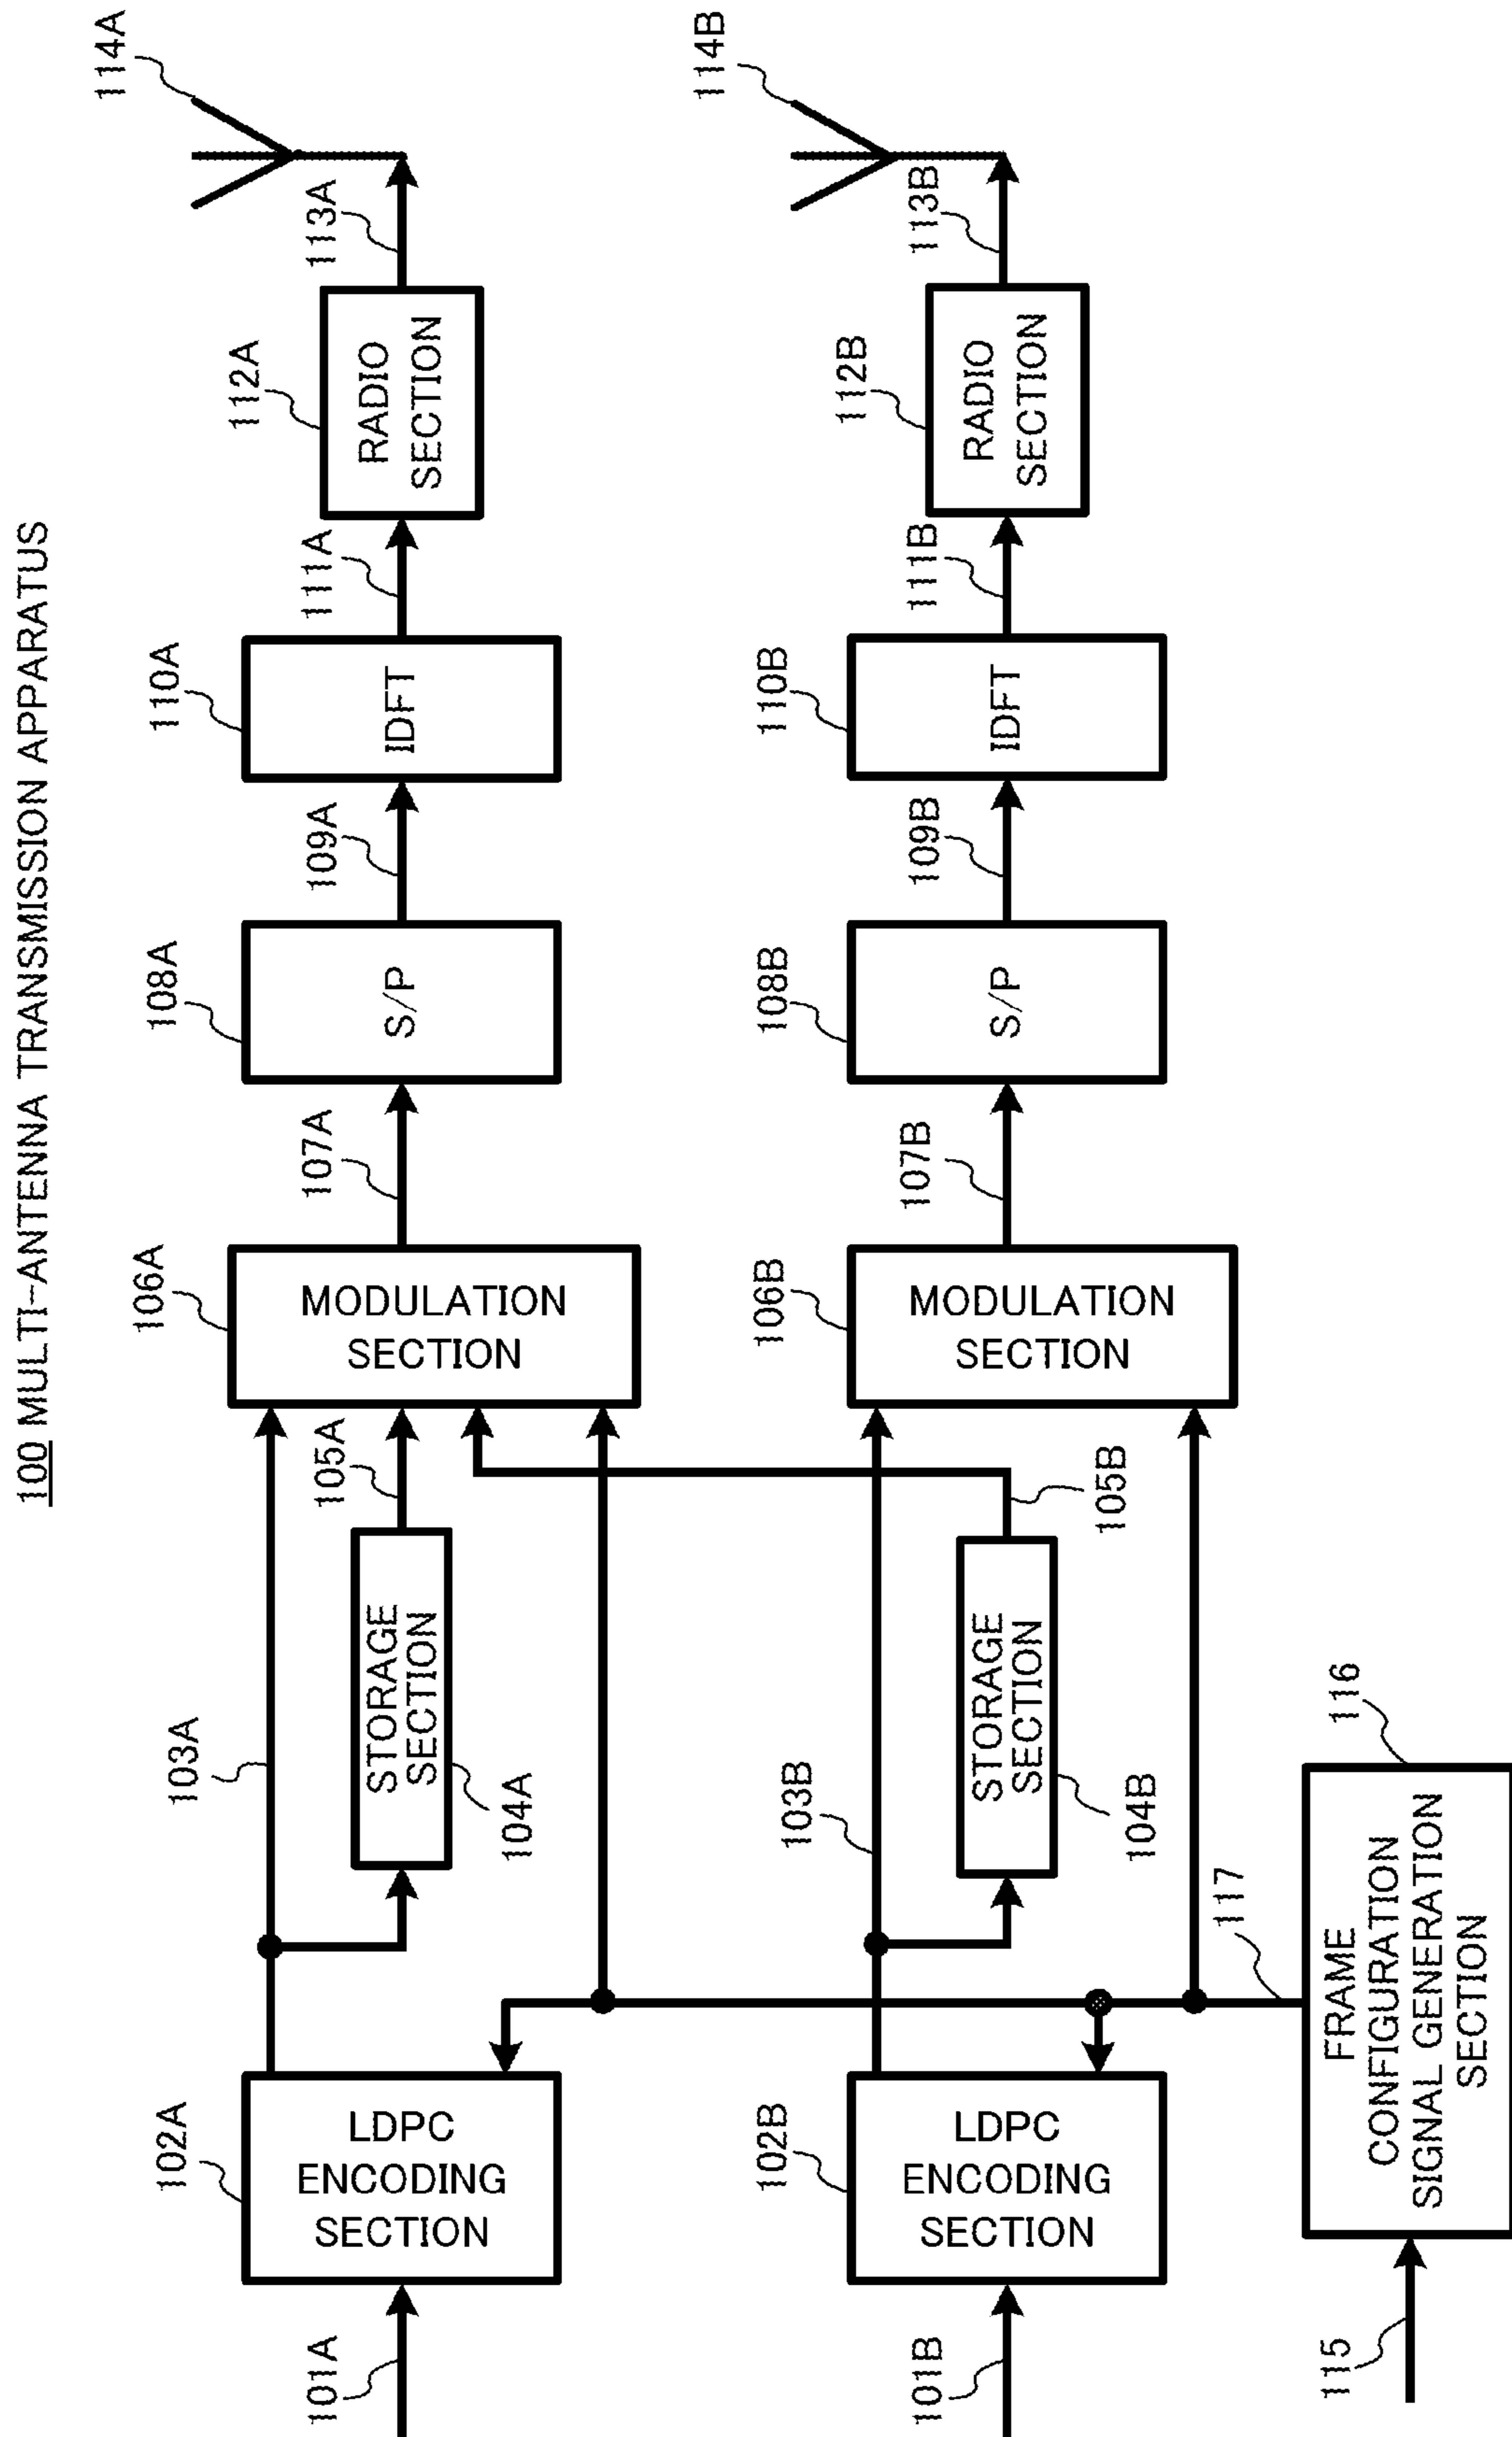 100 MULTI-ANTENNA TRANSMISSION APPARATUS
101A
LDPC
ENCODING
SECTION
102A
103A
STORAGE
SECTION
104A
105A
MODULATION
SECTION
106A
107A
S/P
108A
109A
IDFT
110A
111A
RADIO
SECTION
112A
113A
114A
101B
LDPC
ENCODING
SECTION
102B
103B
STORAGE
SECTION
104B
105B
MODULATION
SECTION
106B
107B
S/P
108B
109B
IDFT
110B
111B
RADIO
SECTION
112B
113B
114B
115
FRAME
CONFIGURATION
SIGNAL GENERATION
SECTION
116
117